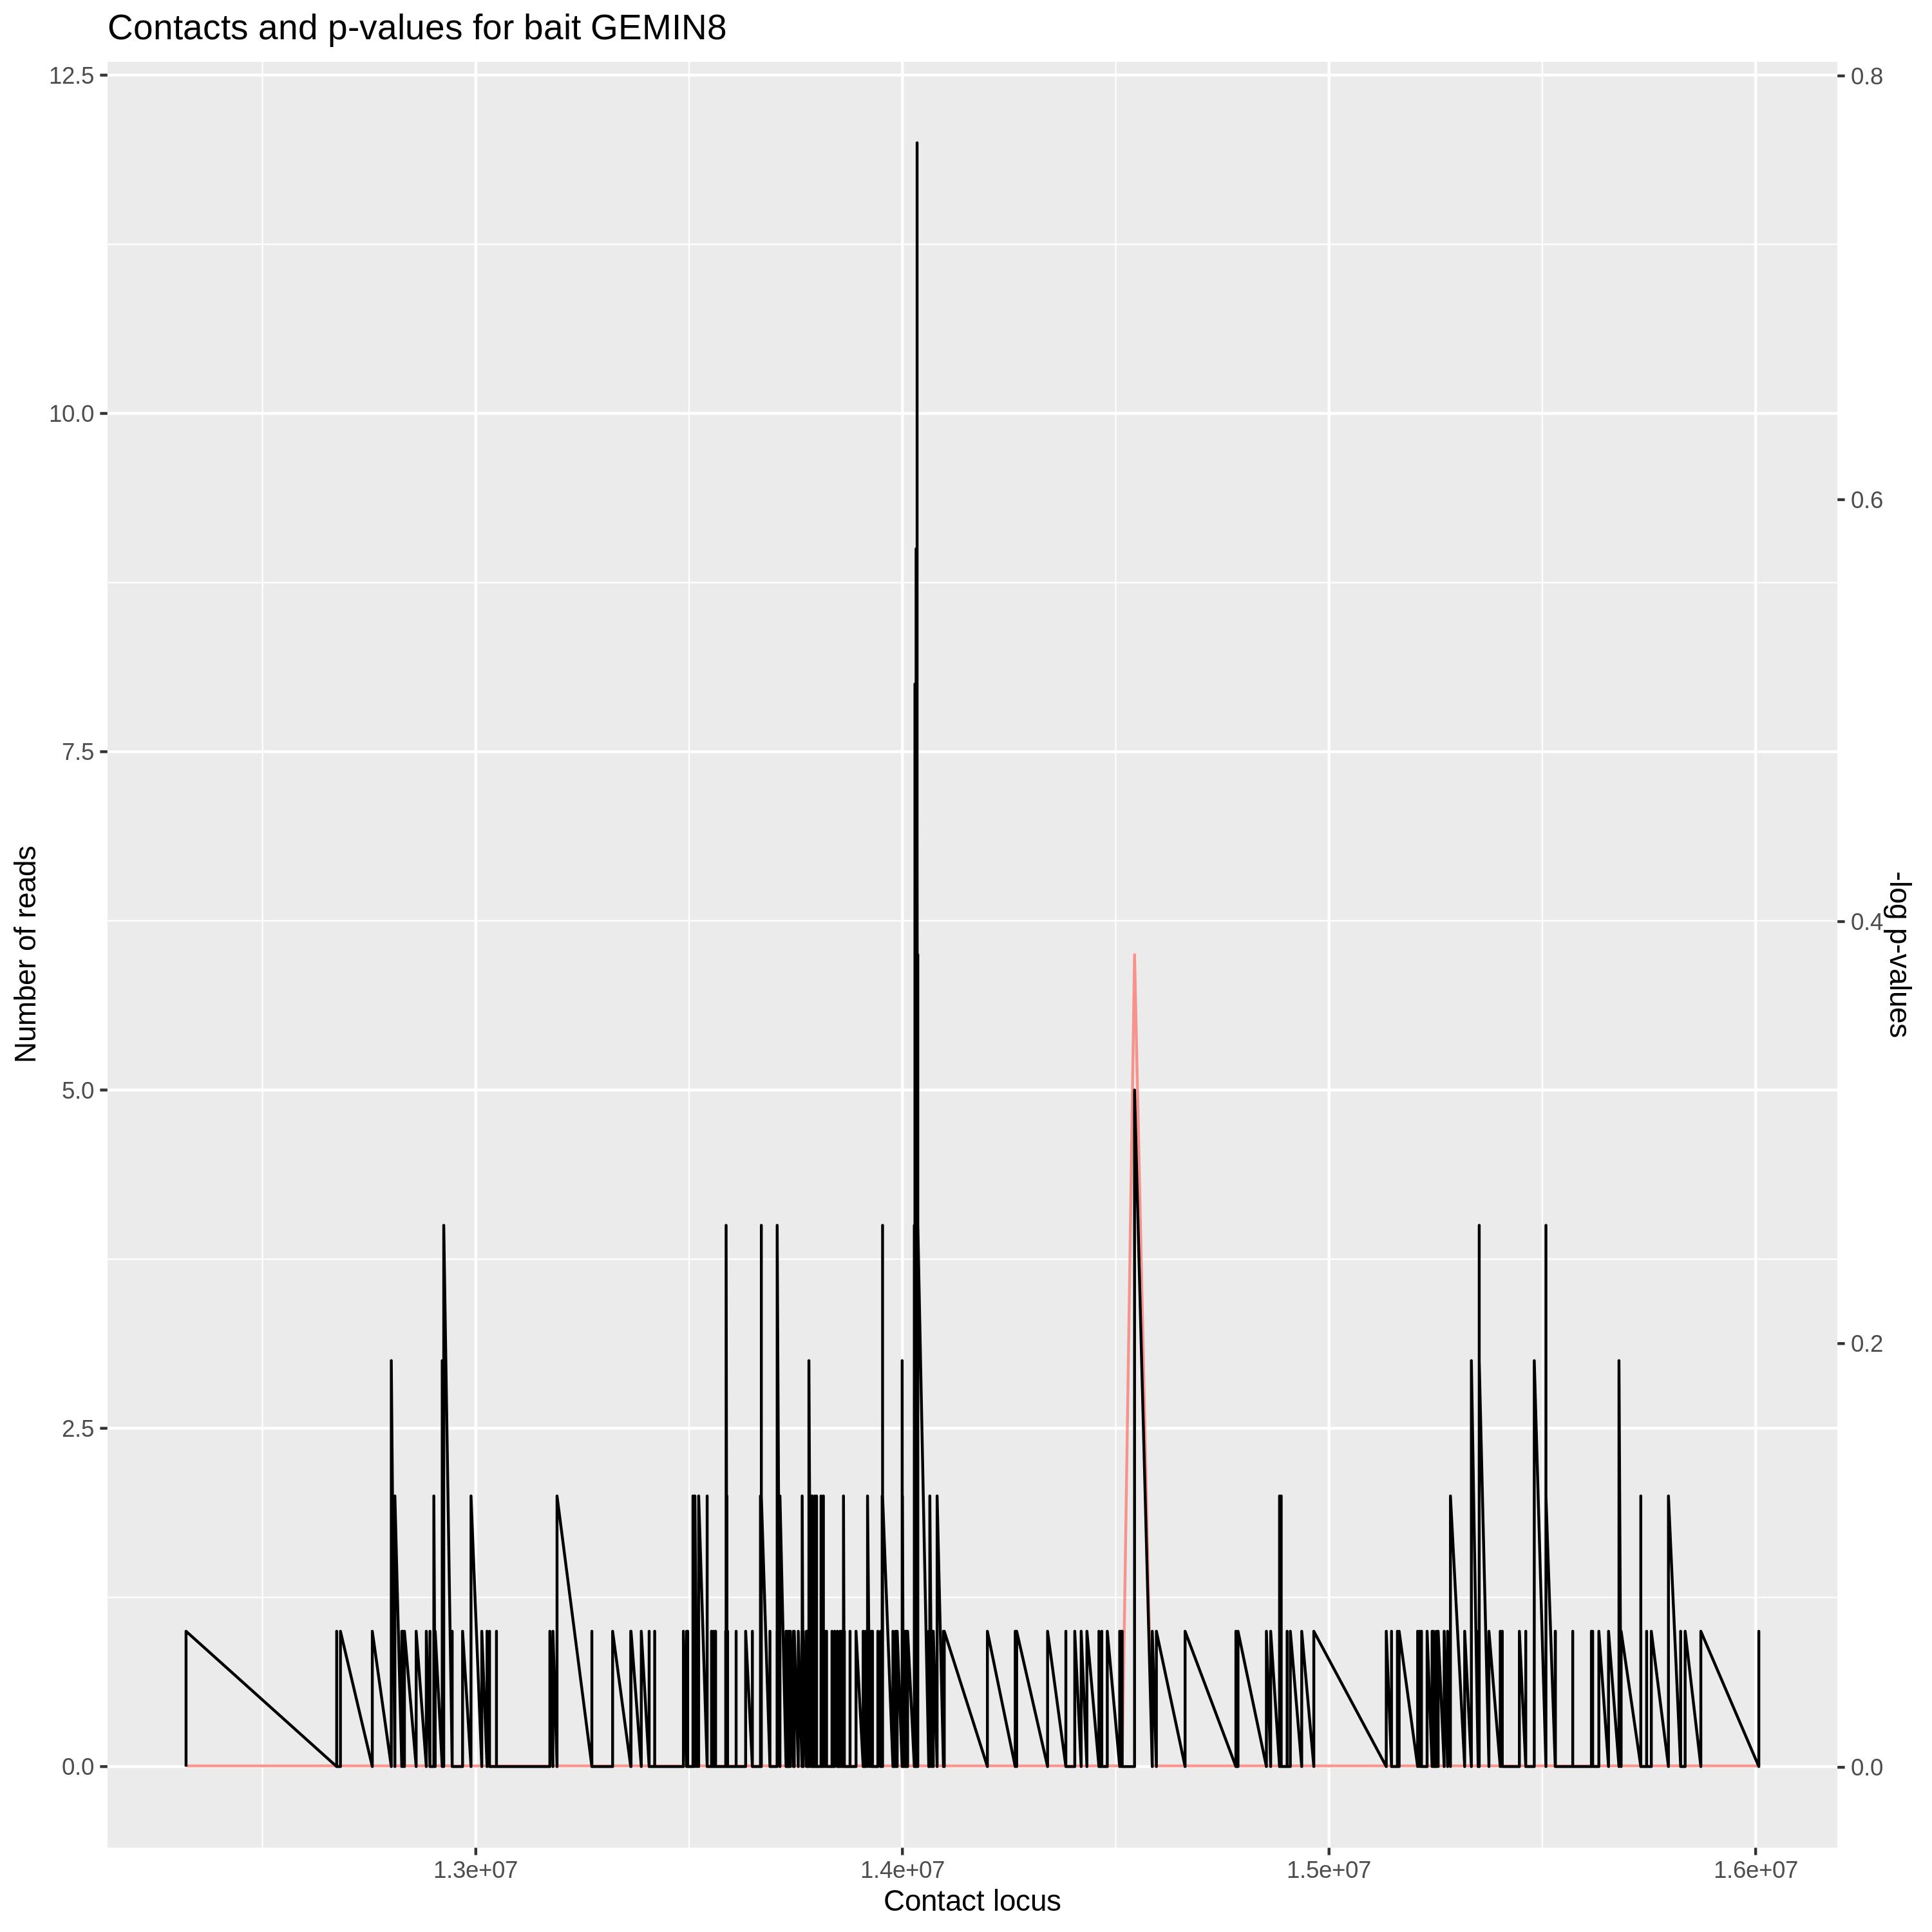 Contacts and p-values for bait GEMIN8
12.5
10.0
7.5
5.0
2.5
0.0
Number of reads
0.8
0.6
0.4
0.2
0.0
-log p-values
1.3e+07 1.4e+07 1.5e+07 1.6e+07
Contact locus